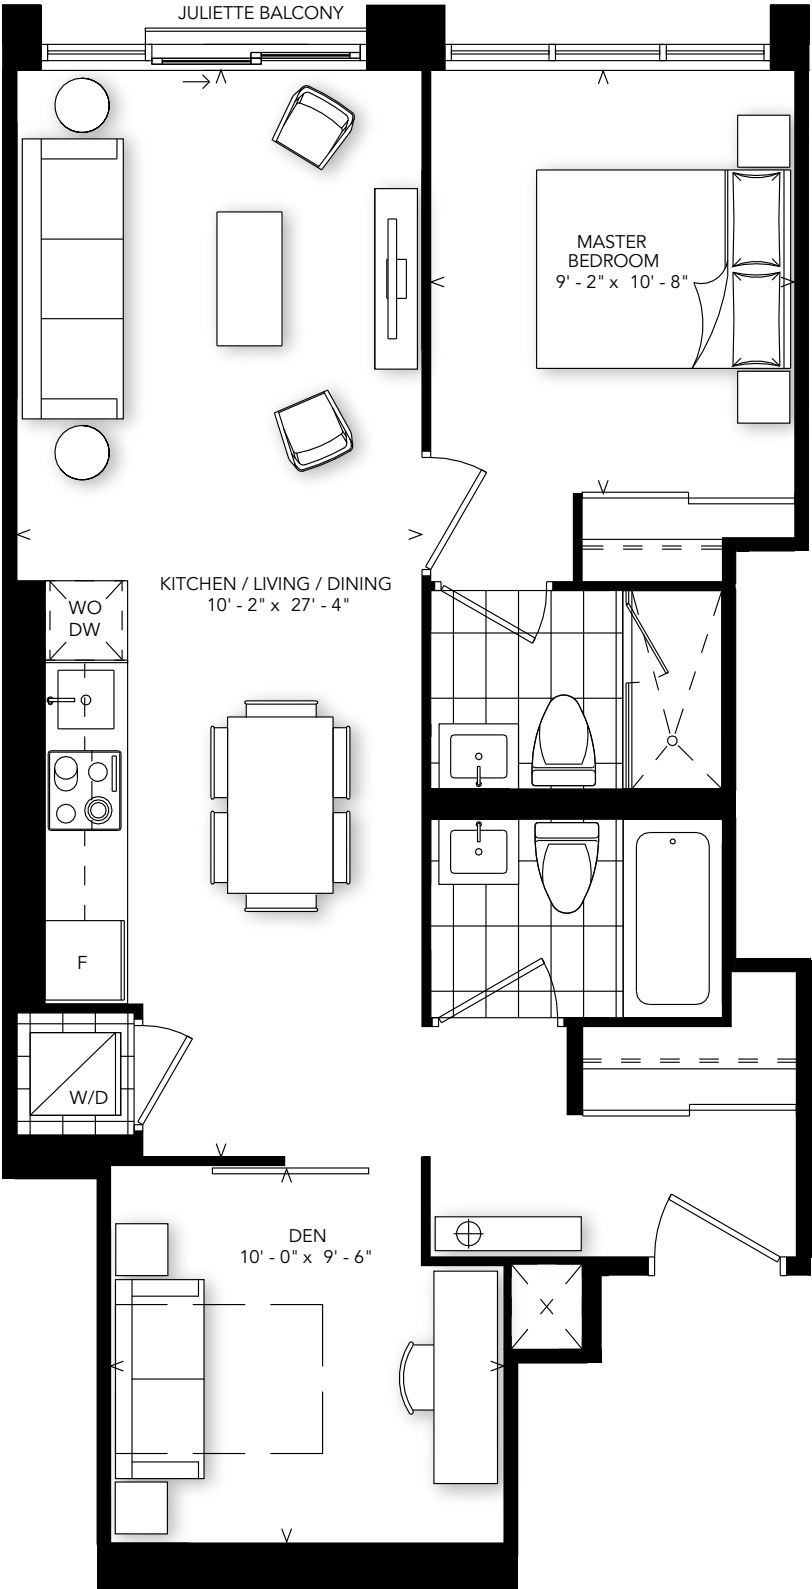 JULIETTE BALCONY
MASTER
BEDROOM
9' - 2" x 10' - 8"
KITCHEN / LIVING / DINING
10' - 2" x 27' - 4"
WO
DW
F
W/D
DEN
10' - 0" x 9' - 6"
X